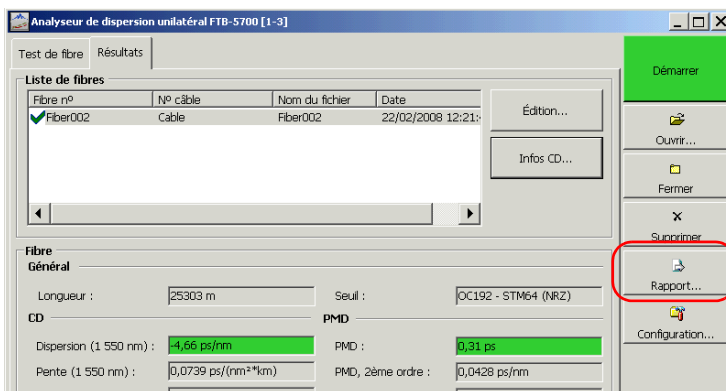 Analyseur de dispersion unilatéral FTB-5700 [1-3]
Test de fibre Résultats
Démarrer
Liste de fibres
Fibre nº Nº câble Nom du fichier Date
Fiber002 Cable Fiber002 22/02/2008 12:21:
Édition...
Infos CD...
Ouvrir...
Fermer
Supprimer
Rapport...
Configuration...
Fibre
Général
Longueur : 25303 m Seuil : OC192 - STM64 (NRZ)
CD PMD
Dispersion (1 550 nm) : -4,66 ps/nm PMD : 0,31 ps
Pente (1 550 nm) : 0,0739 ps/(nm²*km) PMD, 2ème ordre : 0,0428 ps/nm